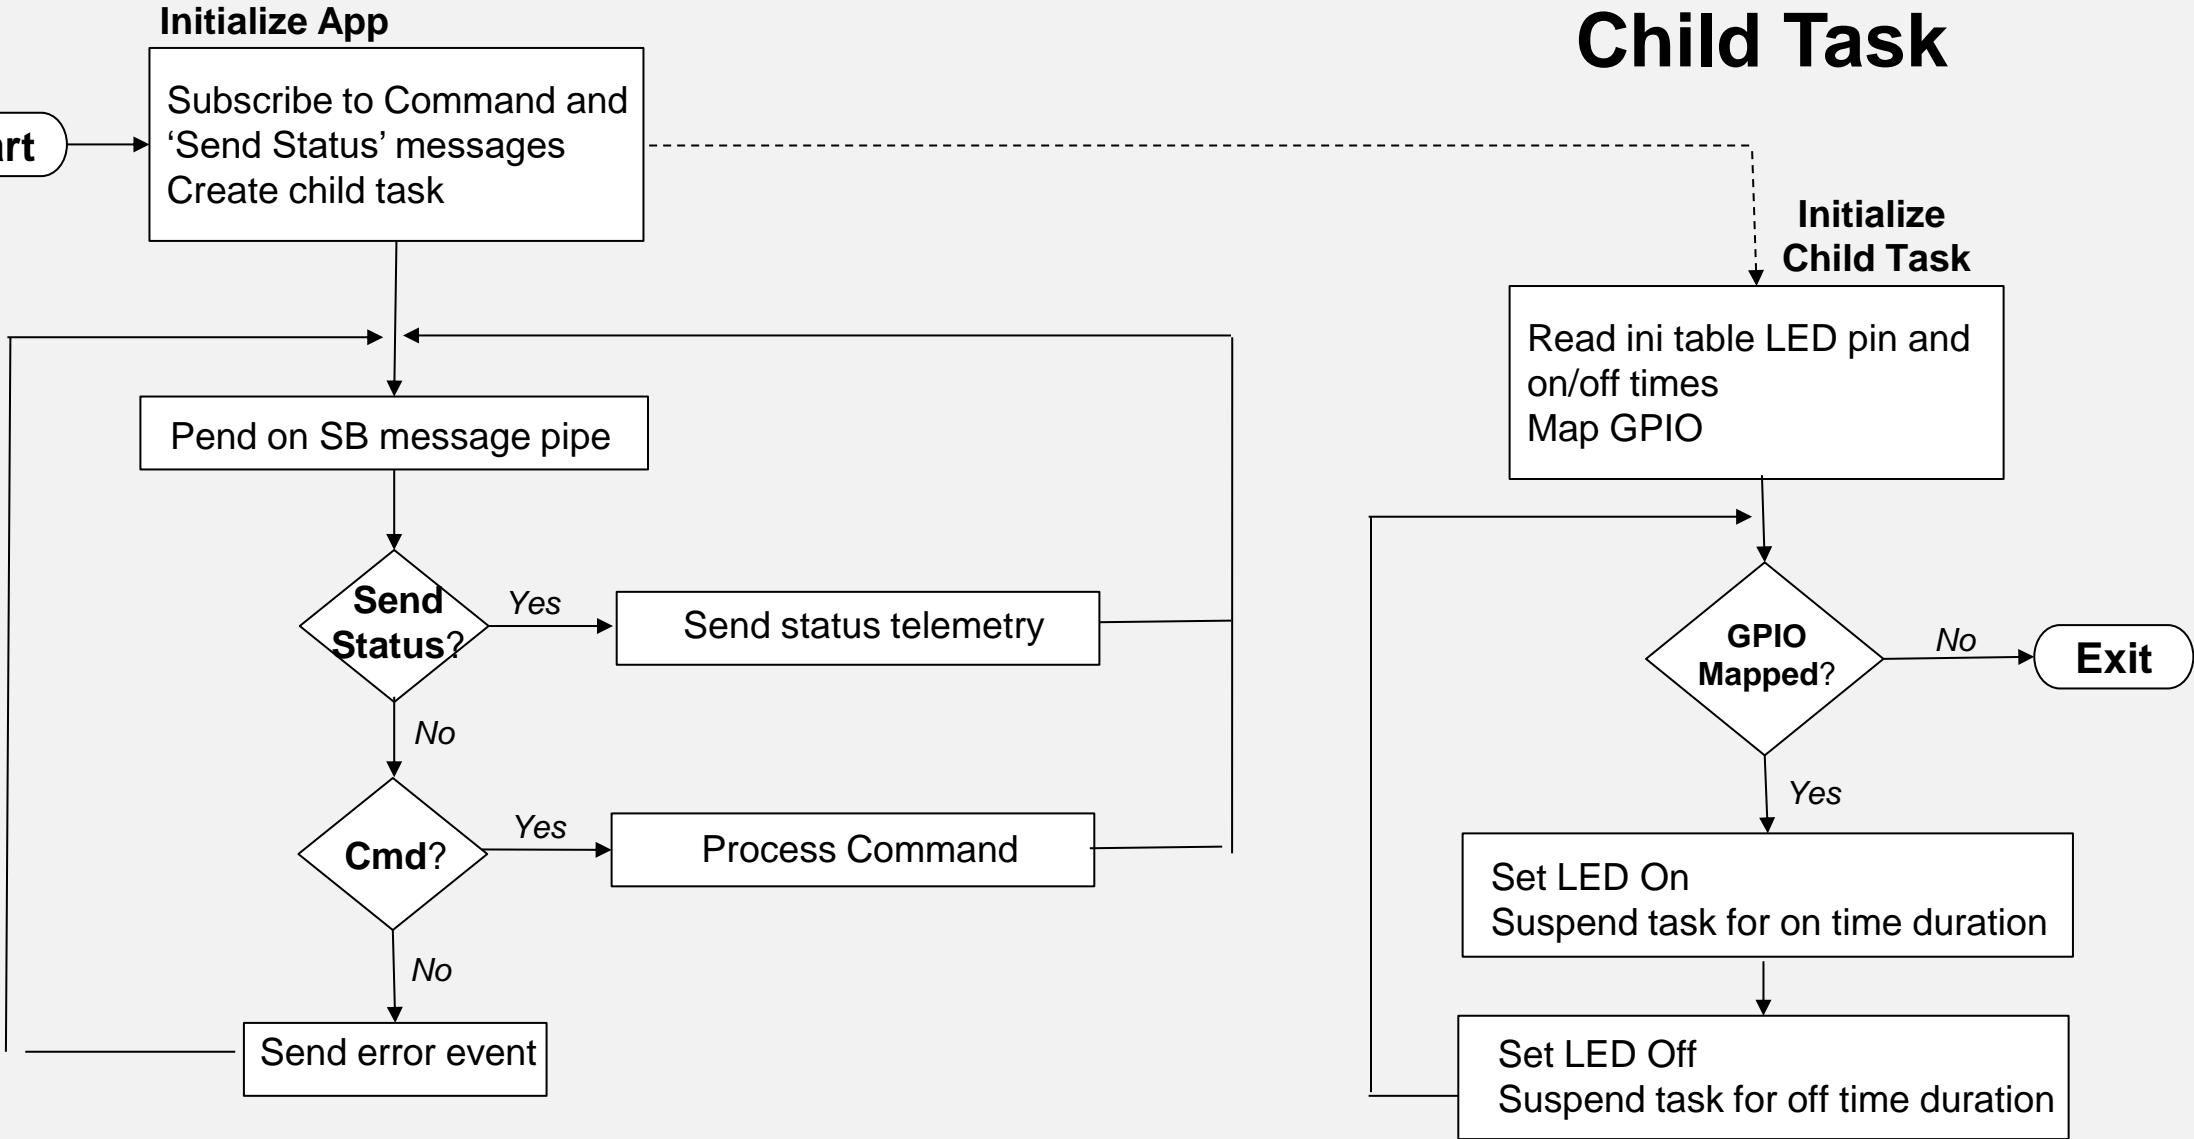 Initialize App
Child Task
art
Subscribe to Command and
‘Send Status’ messages
Create child task
Initialize
Child Task
Read ini table LED pin and
on/off times
Map GPIO
Pend on SB message pipe
Send
Status?
Yes
Send status telemetry
No
Cmd?
Yes
Process Command
No
Send error event
GPIO
Mapped?
No
Exit
Yes
Set LED On
Suspend task for on time duration
Set LED Off
Suspend task for off time duration